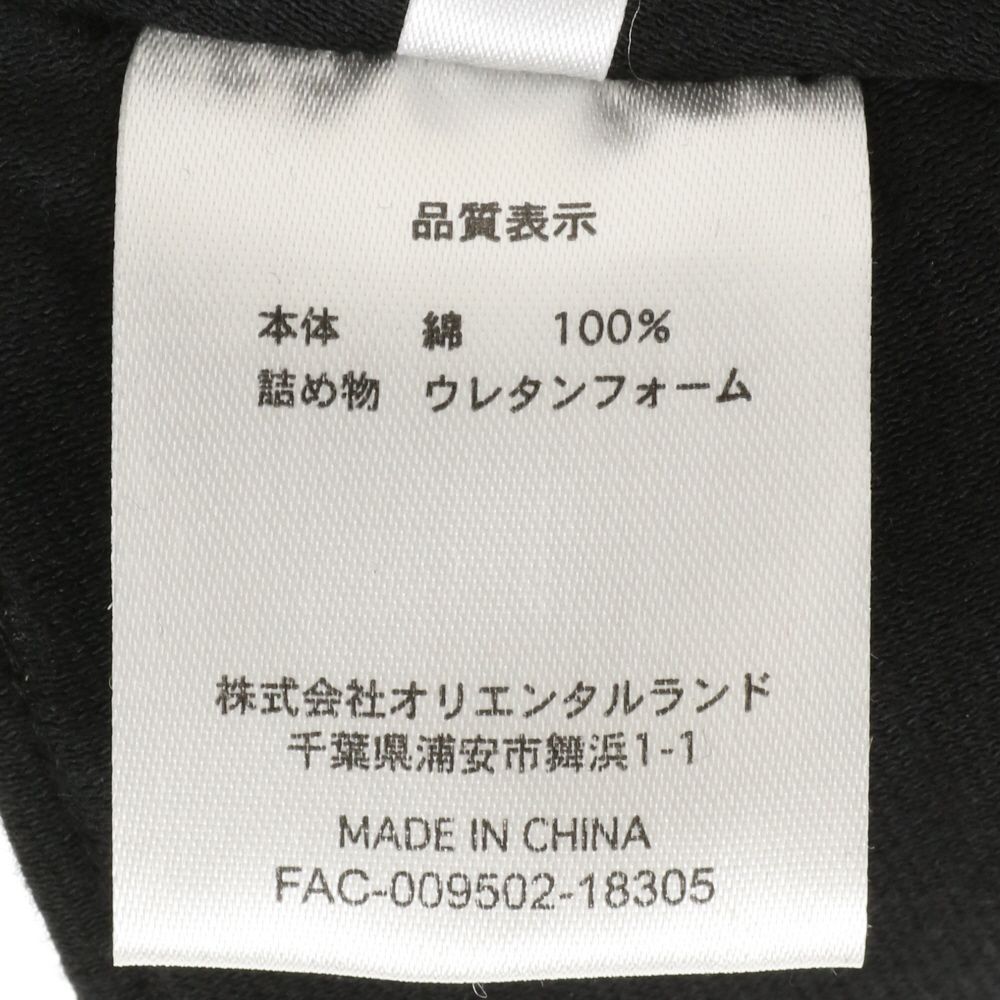 品質表示
本体 綿 100%
詰め物 ウレタンフォーム
株式会社オリエンタルランド
千葉県浦安市舞浜1-1
MADE IN CHINA
FAC-009502-18305